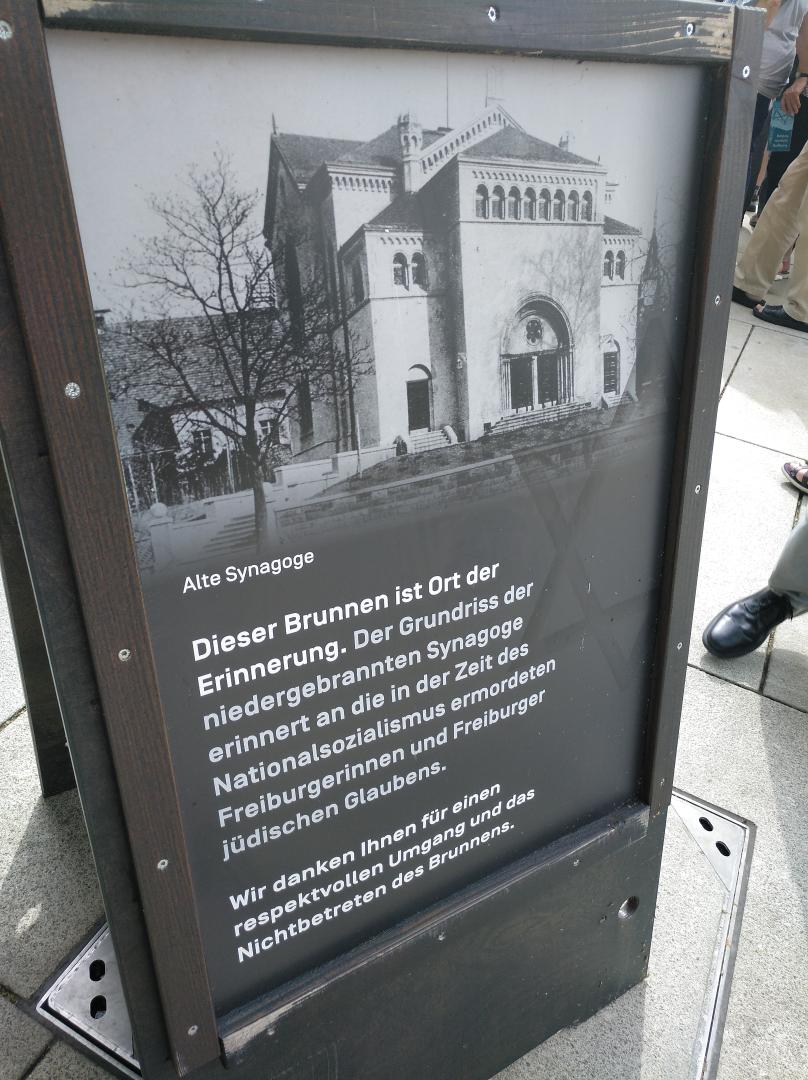 Alte Synagoge
Dieser Brunnen ist Ort der
Erinnerung. Der Grundriss der
niedergebrannten Synagoge
erinnert an die in der Zeit des
Nationalsozialismus ermordeten
Freiburgerinnen und Freiburger
jüdischen Glaubens.
Wir danken Ihnen für einen
respektvollen Umgang und das
Nichtbetreten des Brunnens.